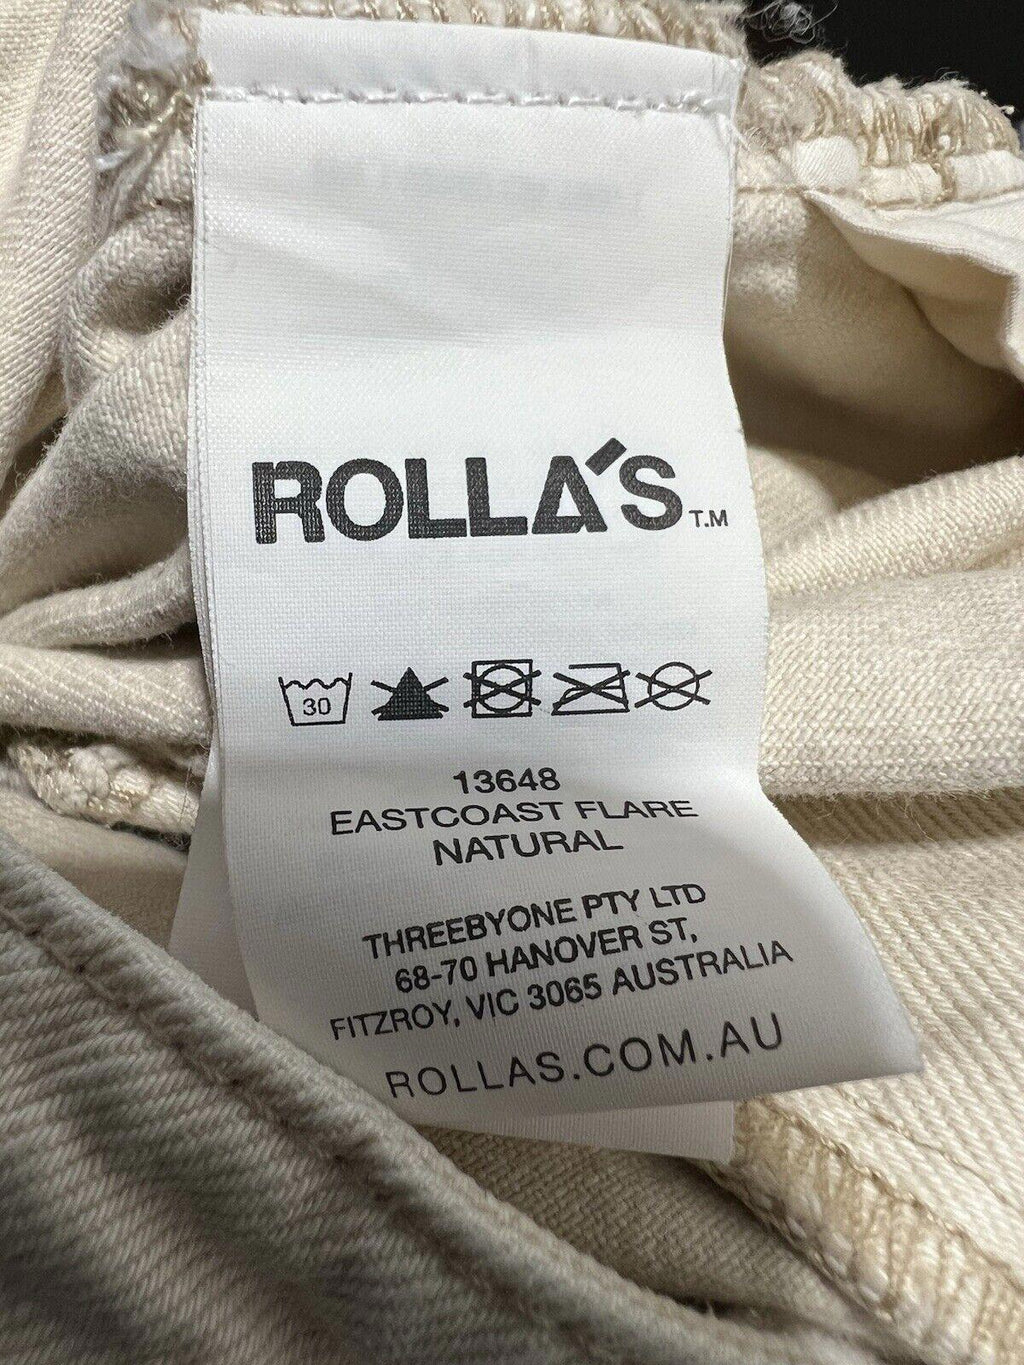 ROLLA'S T.M
30
13648
EASTCOAST FLARE
NATURAL
THREEBYONE PTY LTD
68-70 HANOVER ST,
FITZROY, VIC 3065 AUSTRALIA
ROLLAS.COM.AU